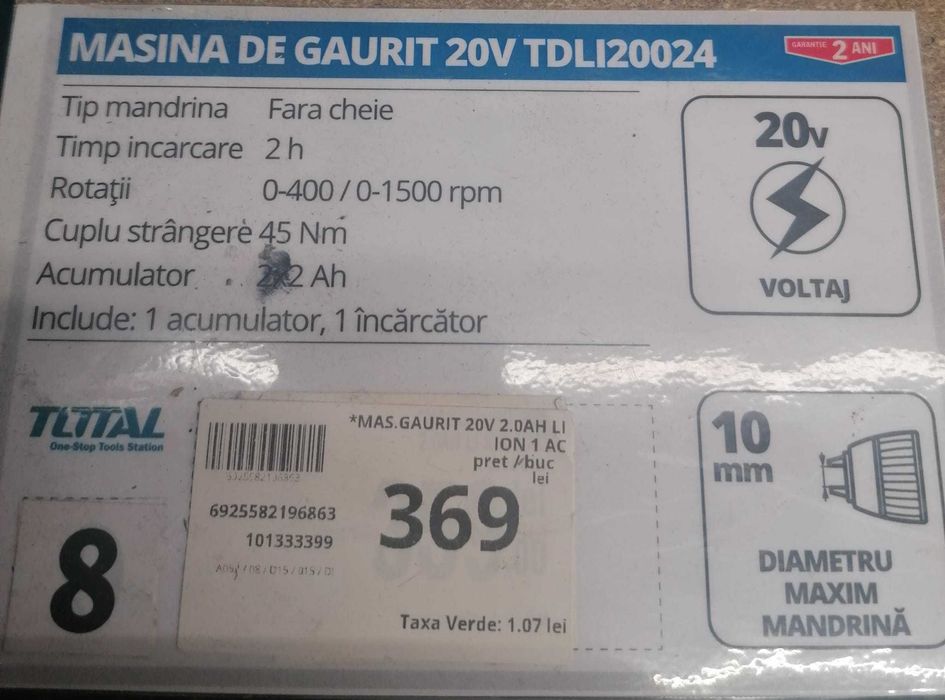 MASINA DE GAURIT 20V TDLI20024
GARANTIE 2 ANI
Tip mandrina Fara cheie
Timp incarcare 2 h
Rotaţii 0-400 / 0-1500 rpm
Cuplu strângere 45 Nm
Acumulator 2x2 Ah
Include: 1 acumulator, 1 încărcător
20v
VOLTAJ
TOTAL
One-Stop Tools Station
8
*MAS.GAURIT 20V 2.0AH LI
ION 1 AC
pret / buc
lei
369
6925582196863
101333399
Taxa Verde: 1.07 lei
10
mm
DIAMETRU
MAXIM
MANDRINĂ